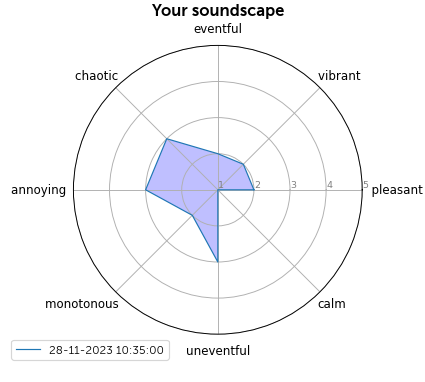 Your soundscape
eventful
chaotic
vibrant
annoying
1
2
3
4
5
pleasant
monotonous
calm
uneventful
28-11-2023 10:35:00